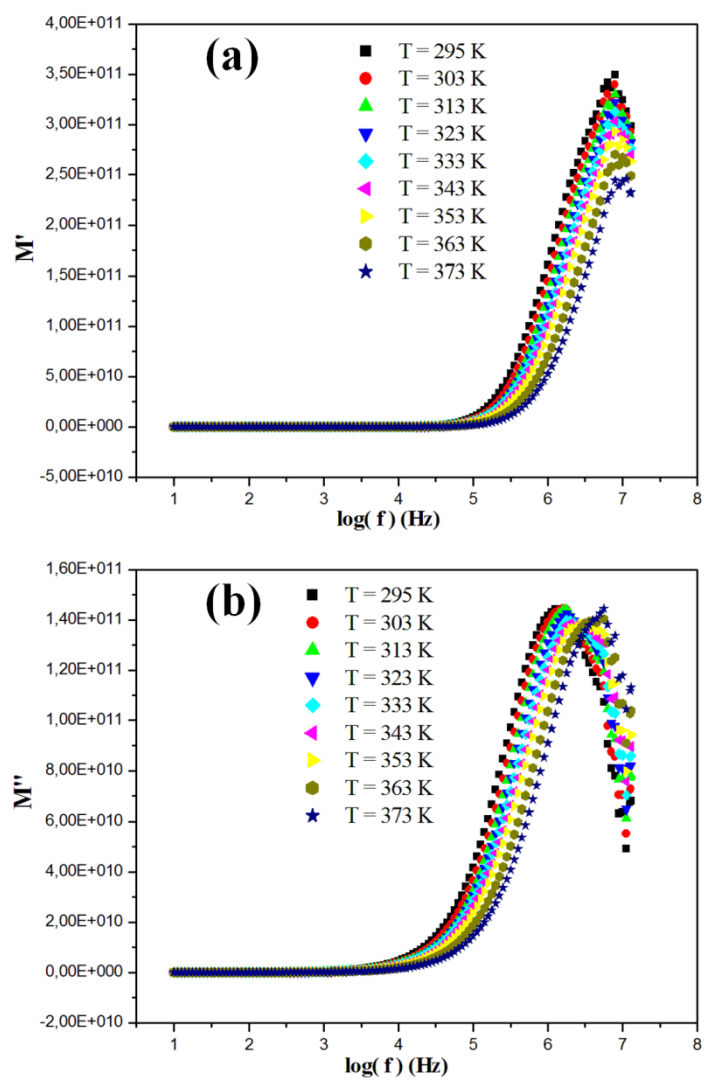 (a)
4,00E+011
3,50E+011
3,00E+011
2,50E+011
2,00E+011
1,50E+011
1,00E+011
5,00E+010
0,00E+000
-5,00E+010
M'
T = 295 K
T = 303 K
T = 313 K
T = 323 K
T = 333 K
T = 343 K
T = 353 K
T = 363 K
T = 373 K
1 2 3 4 5 6 7 8
log( f ) (Hz)
(b)
1,60E+011
1,40E+011
1,20E+011
1,00E+011
8,00E+010
6,00E+010
4,00E+010
2,00E+010
0,00E+000
-2,00E+010
M"
T = 295 K
T = 303 K
T = 313 K
T = 323 K
T = 333 K
T = 343 K
T = 353 K
T = 363 K
T = 373 K
1 2 3 4 5 6 7 8
log( f ) (Hz)